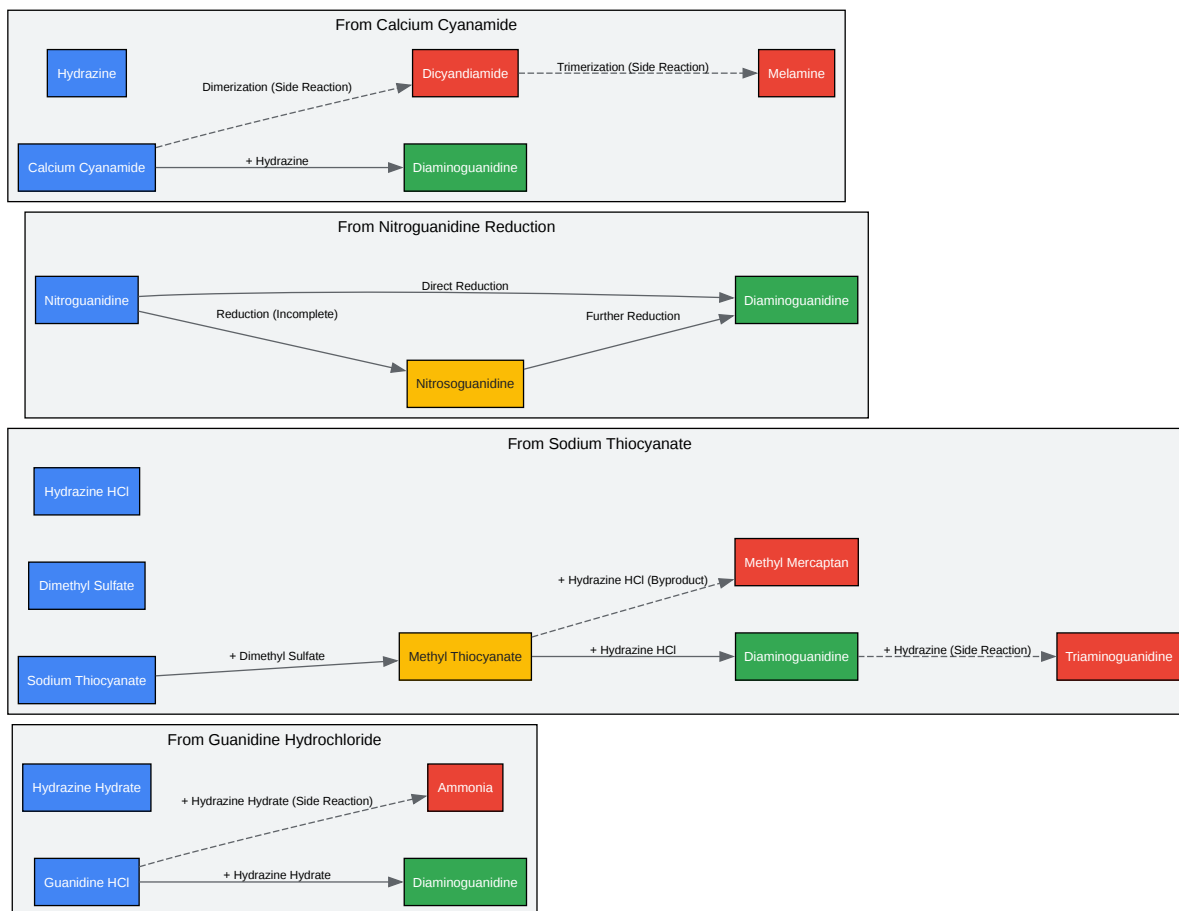 From Calcium Cyanamide
Hydrazine
Dimerization (Side Reaction)
Dicyandiamide
Trimerization (Side Reaction)
Melamine
Calcium Cyanamide
+ Hydrazine
Diaminoguanidine
From Nitroguanidine Reduction
Nitroguanidine
Direct Reduction
Diaminoguanidine
Reduction (Incomplete)
Further Reduction
Nitrosoguanidine
From Sodium Thiocyanate
Hydrazine HCl
Dimethyl Sulfate
+ Hydrazine HCl (Byproduct)
Methyl Mercaptan
Sodium Thiocyanate
+ Dimethyl Sulfate
Methyl Thiocyanate
+ Hydrazine HCl
Diaminoguanidine
+ Hydrazine (Side Reaction)
Triaminoguanidine
From Guanidine Hydrochloride
Hydrazine Hydrate
+ Hydrazine Hydrate (Side Reaction)
Ammonia
Guanidine HCl
+ Hydrazine Hydrate
Diaminoguanidine